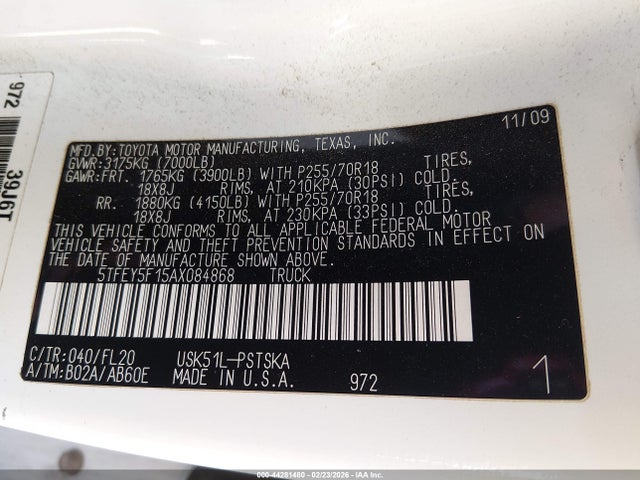 11/09
MFD.BY:TOYOTA MOTOR MANUFACTURING, TEXAS, INC.
GVWR:3175KG (7000LB)
GAWR:FRT. 1765KG (3900LB) WITH P255/70R18 TIRES,
18X8J RIMS, AT 210KPA (30PSI) COLD.
RR. 1880KG (4150LB) WITH P255/70R18 TIRES,
18X8J RIMS, AT 230KPA (33PSI) COLD.
THIS VEHICLE CONFORMS TO ALL APPLICABLE FEDERAL MOTOR
VEHICLE SAFETY AND THEFT PREVENTION STANDARDS IN EFFECT ON
THE DATE OF MANUFACTURE SHOWN ABOVE.
5TFEY5F15AX084868 TRUCK
C/TR:040/FL20 USK51L-PSTSKA
A/TM:B02A/AB60E MADE IN U.S.A. 972 1
972
39J6T
000-44281480 - 02/23/2026 - IAA Inc.